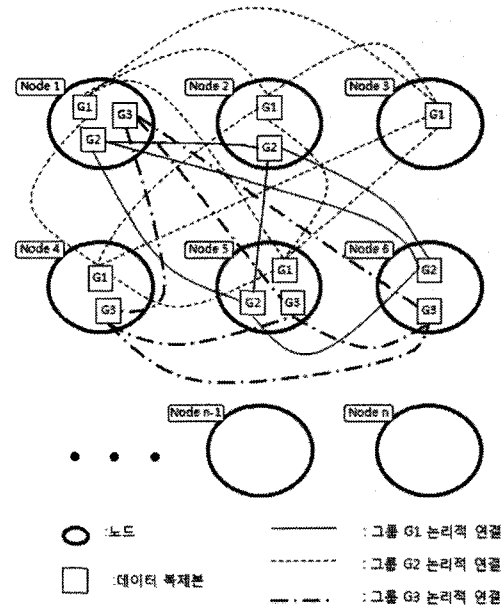 Node 1
Node 2
Node 3
G1
G3
G2
G1
G2
G1
Node 4
Node 5
Node 6
G1
G3
G1
G2
G3
G2
G3
Node n-1
Node n
:노드
: 그룹 G1 논리적 연결
: 그룹 G2 논리적 연결
:데이터 복제본
: 그룹 G3 논리적 연결